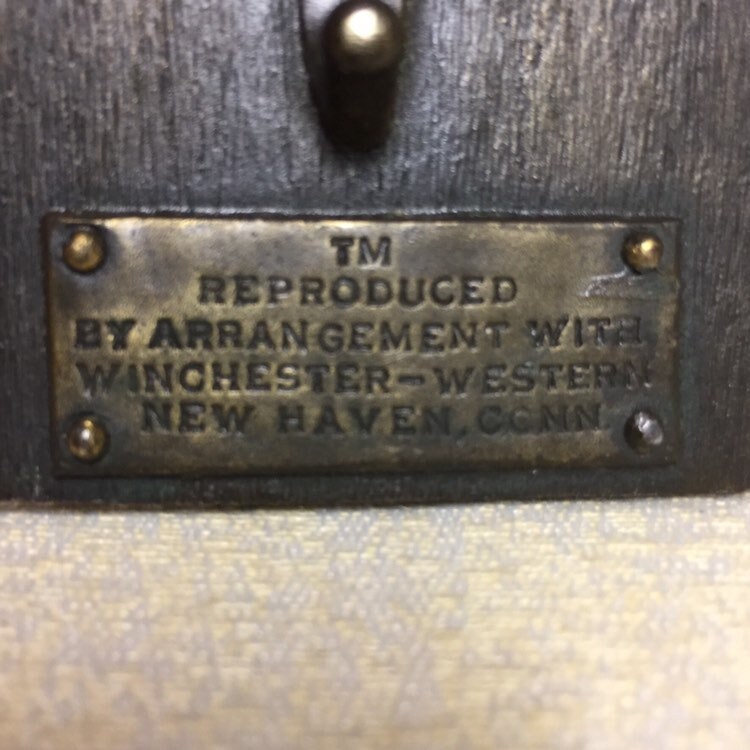 TM
REPRODUCED
BY ARRANGEMENT WITH
WINCHESTER-WESTERN
NEW HAVEN, CONN.